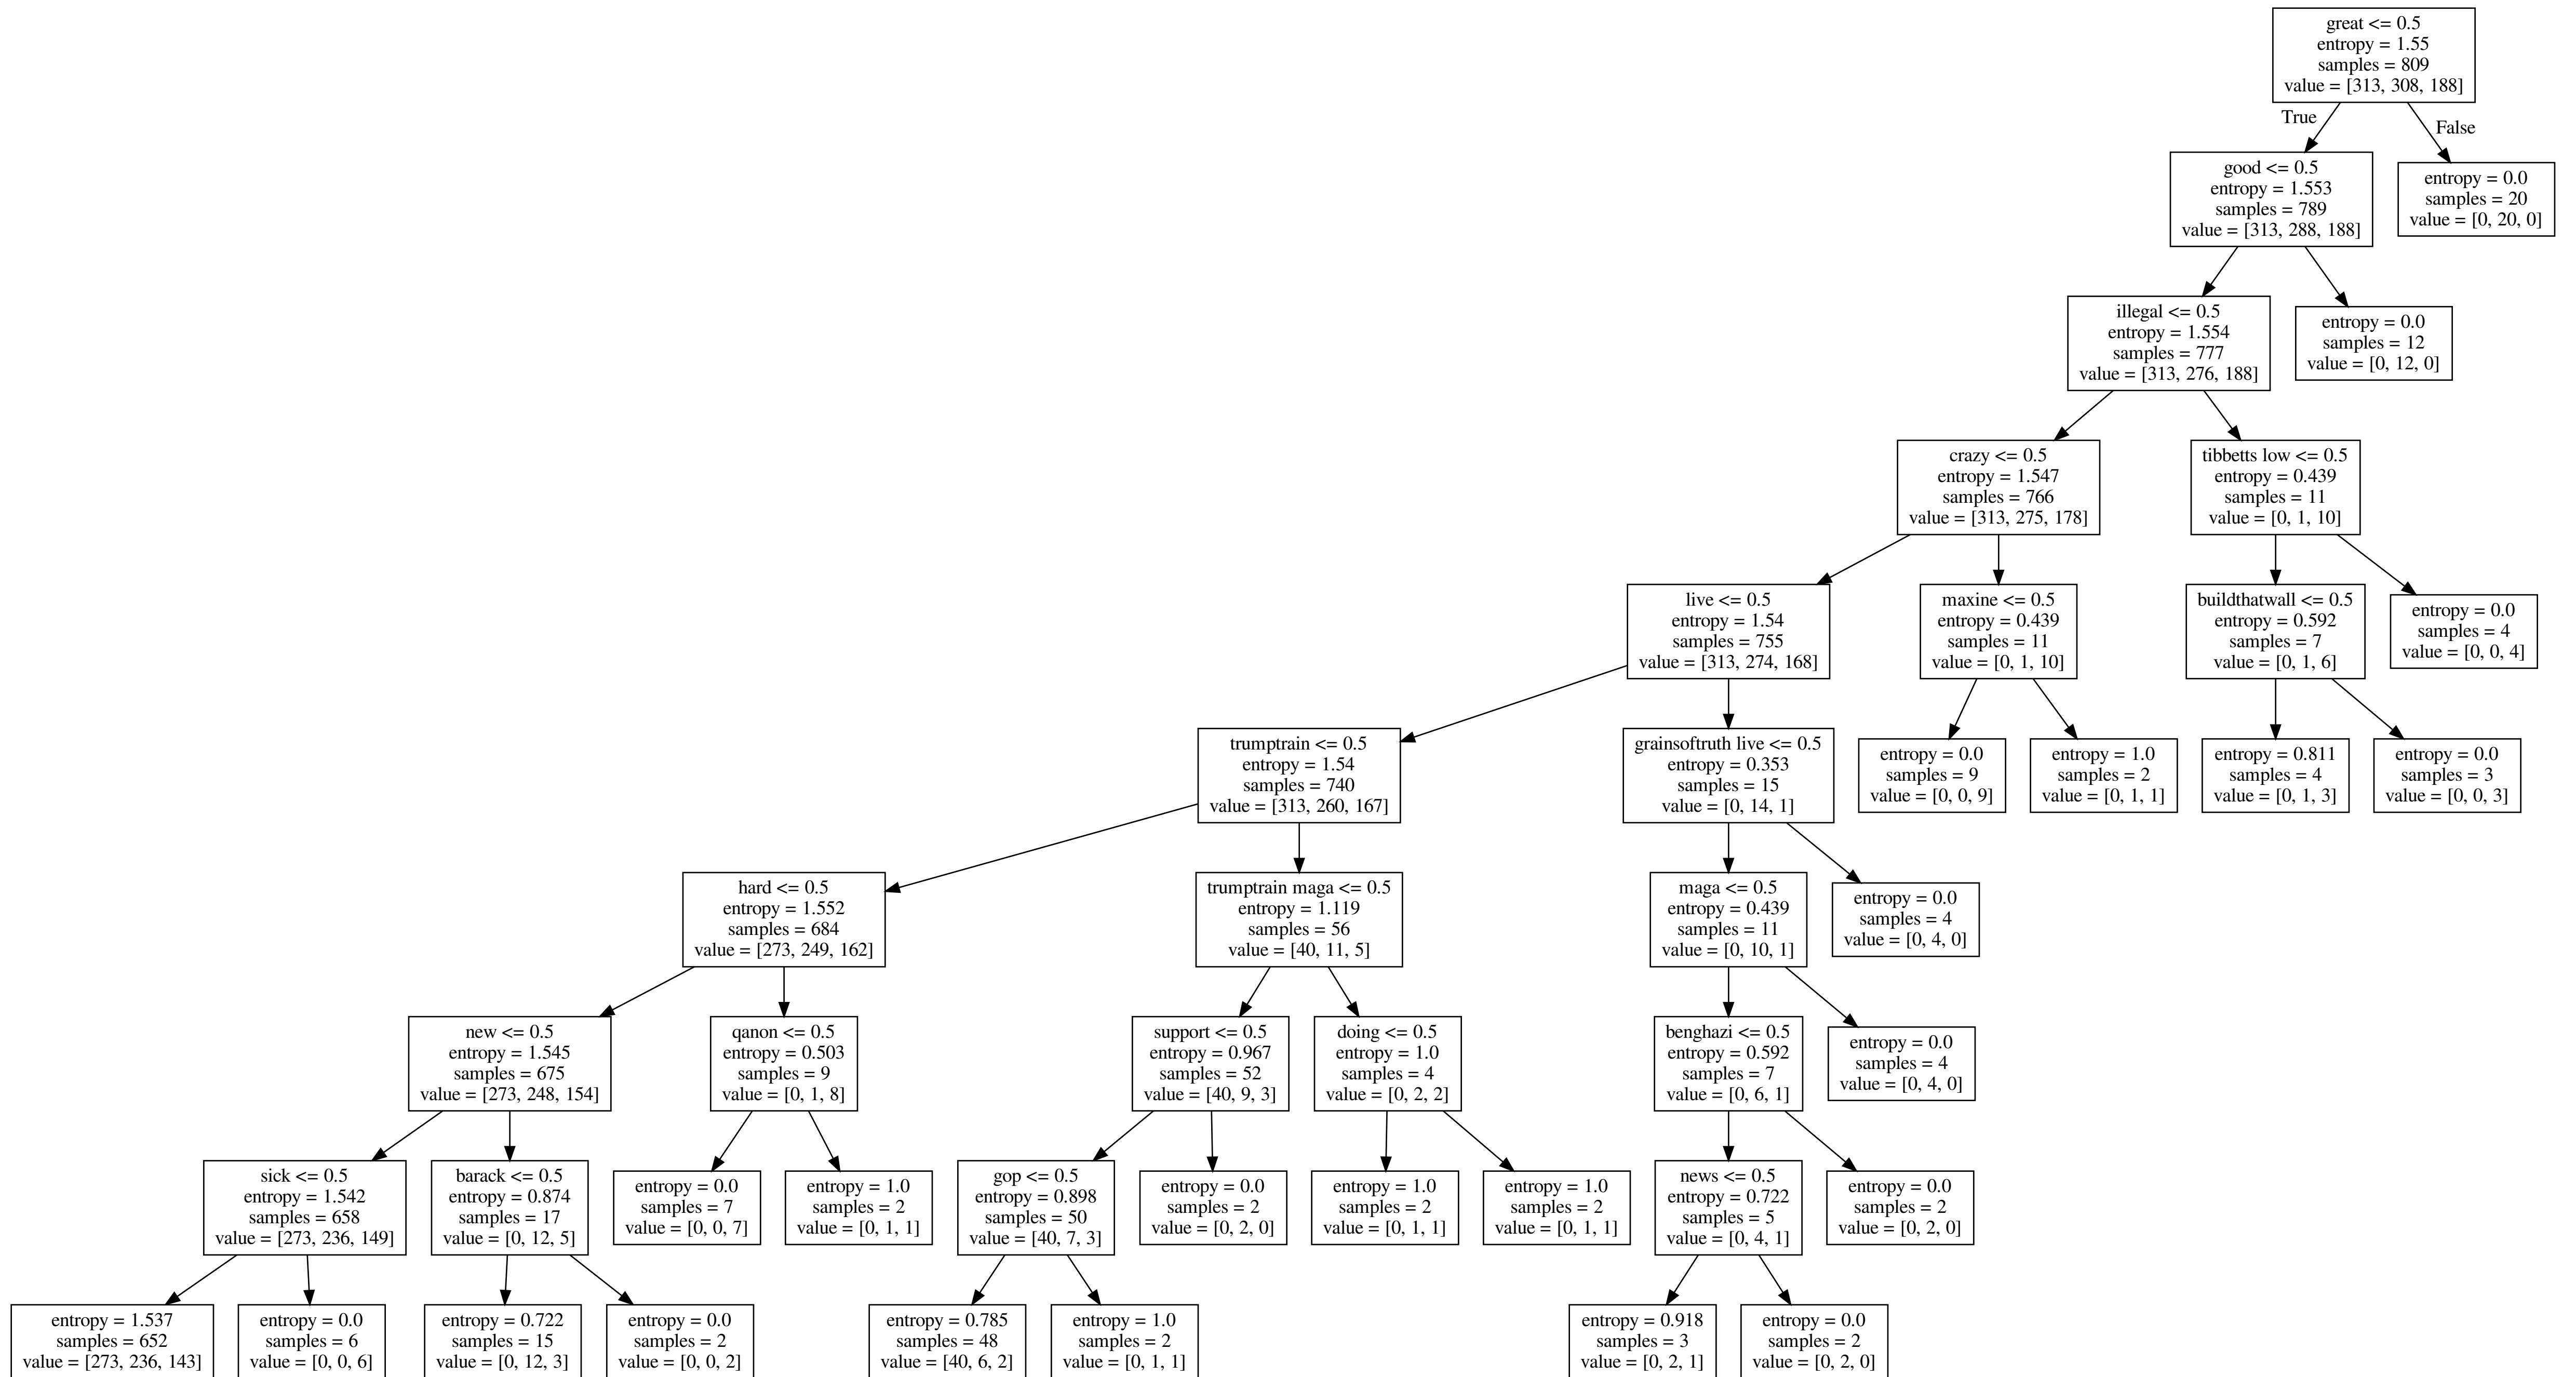 great <= 0.5
entropy = 1.55
samples = 809
value = [313, 308, 188]
True
False
good <= 0.5
entropy = 1.553
samples = 789
value = [313, 288, 188]
entropy = 0.0
samples = 20
value = [0, 20, 0]
illegal <= 0.5
entropy = 1.554
samples = 777
value = [313, 276, 188]
entropy = 0.0
samples = 12
value = [0, 12, 0]
crazy <= 0.5
entropy = 1.547
samples = 766
value = [313, 275, 178]
tibbetts low <= 0.5
entropy = 0.439
samples = 11
value = [0, 1, 10]
live <= 0.5
entropy = 1.54
samples = 755
value = [313, 274, 168]
maxine <= 0.5
entropy = 0.439
samples = 11
value = [0, 1, 10]
buildthatwall <= 0.5
entropy = 0.592
samples = 7
value = [0, 1, 6]
entropy = 0.0
samples = 4
value = [0, 0, 4]
trumptrain <= 0.5
entropy = 1.54
samples = 740
value = [313, 260, 167]
grainsoftruth live <= 0.5
entropy = 0.353
samples = 15
value = [0, 14, 1]
entropy = 0.0
samples = 9
value = [0, 0, 9]
entropy = 1.0
samples = 2
value = [0, 1, 1]
entropy = 0.811
samples = 4
value = [0, 1, 3]
entropy = 0.0
samples = 3
value = [0, 0, 3]
hard <= 0.5
entropy = 1.552
samples = 684
value = [273, 249, 162]
trumptrain maga <= 0.5
entropy = 1.119
samples = 56
value = [40, 11, 5]
maga <= 0.5
entropy = 0.439
samples = 11
value = [0, 10, 1]
entropy = 0.0
samples = 4
value = [0, 4, 0]
new <= 0.5
entropy = 1.545
samples = 675
value = [273, 248, 154]
qanon <= 0.5
entropy = 0.503
samples = 9
value = [0, 1, 8]
support <= 0.5
entropy = 0.967
samples = 52
value = [40, 9, 3]
doing <= 0.5
entropy = 1.0
samples = 4
value = [0, 2, 2]
benghazi <= 0.5
entropy = 0.592
samples = 7
value = [0, 6, 1]
entropy = 0.0
samples = 4
value = [0, 4, 0]
sick <= 0.5
entropy = 1.542
samples = 658
value = [273, 236, 149]
barack <= 0.5
entropy = 0.874
samples = 17
value = [0, 12, 5]
entropy = 0.0
samples = 7
value = [0, 0, 7]
entropy = 1.0
samples = 2
value = [0, 1, 1]
gop <= 0.5
entropy = 0.898
samples = 50
value = [40, 7, 3]
entropy = 0.0
samples = 2
value = [0, 2, 0]
entropy = 1.0
samples = 2
value = [0, 1, 1]
entropy = 1.0
samples = 2
value = [0, 1, 1]
news <= 0.5
entropy = 0.722
samples = 5
value = [0, 4, 1]
entropy = 0.0
samples = 2
value = [0, 2, 0]
entropy = 1.537
samples = 652
value = [273, 236, 143]
entropy = 0.0
samples = 6
value = [0, 0, 6]
entropy = 0.722
samples = 15
value = [0, 12, 3]
entropy = 0.0
samples = 2
value = [0, 0, 2]
entropy = 0.785
samples = 48
value = [40, 6, 2]
entropy = 1.0
samples = 2
value = [0, 1, 1]
entropy = 0.918
samples = 3
value = [0, 2, 1]
entropy = 0.0
samples = 2
value = [0, 2, 0]